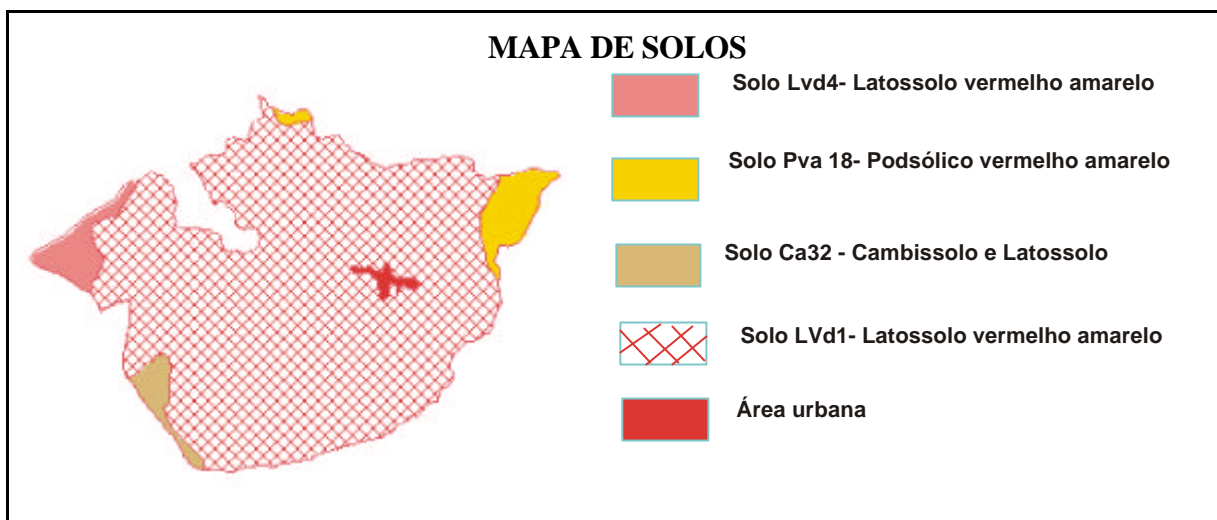 MAPA DE SOLOS
Solo Lvd4- Latossolo vermelho amarelo
Solo Pva 18- Podsólico vermelho amarelo
Solo Ca32 - Cambissolo e Latossolo
Solo LVd1- Latossolo vermelho amarelo
Área urbana